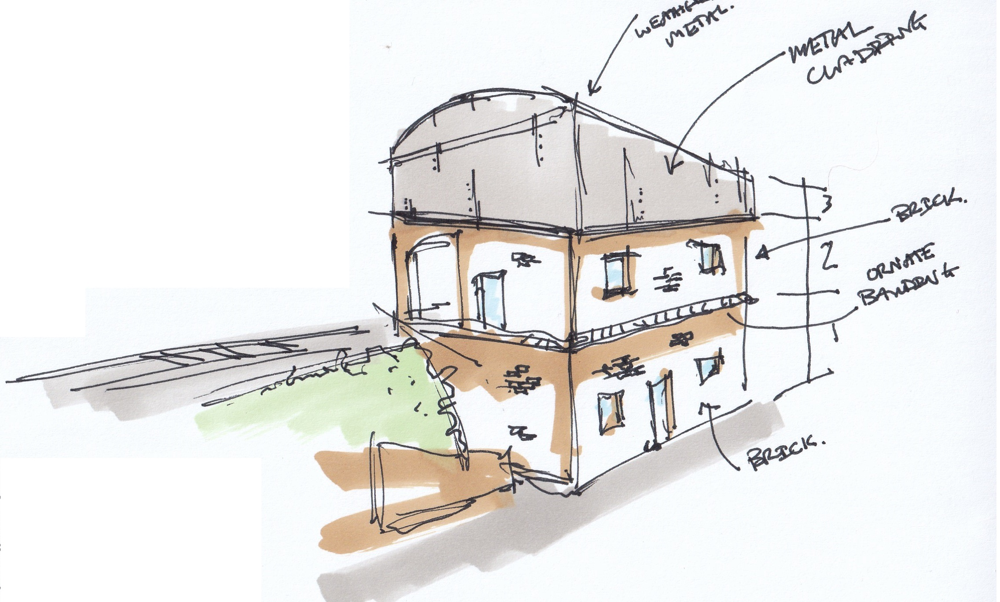 METAL.
METAL
CLADDING
3
BRICK.
2
ORNATE
BANDING
1
BRICK.